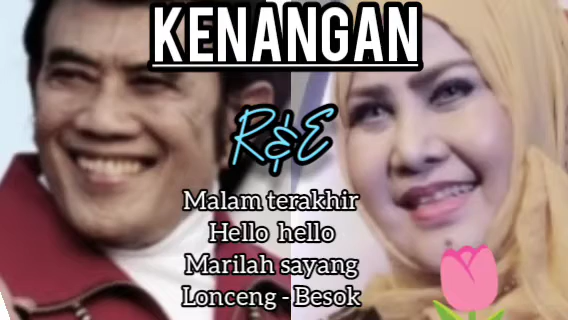 KENANGAN
R&E
Malam terakhir
Hello hello
Marilah sayang
Lonceng - Besok